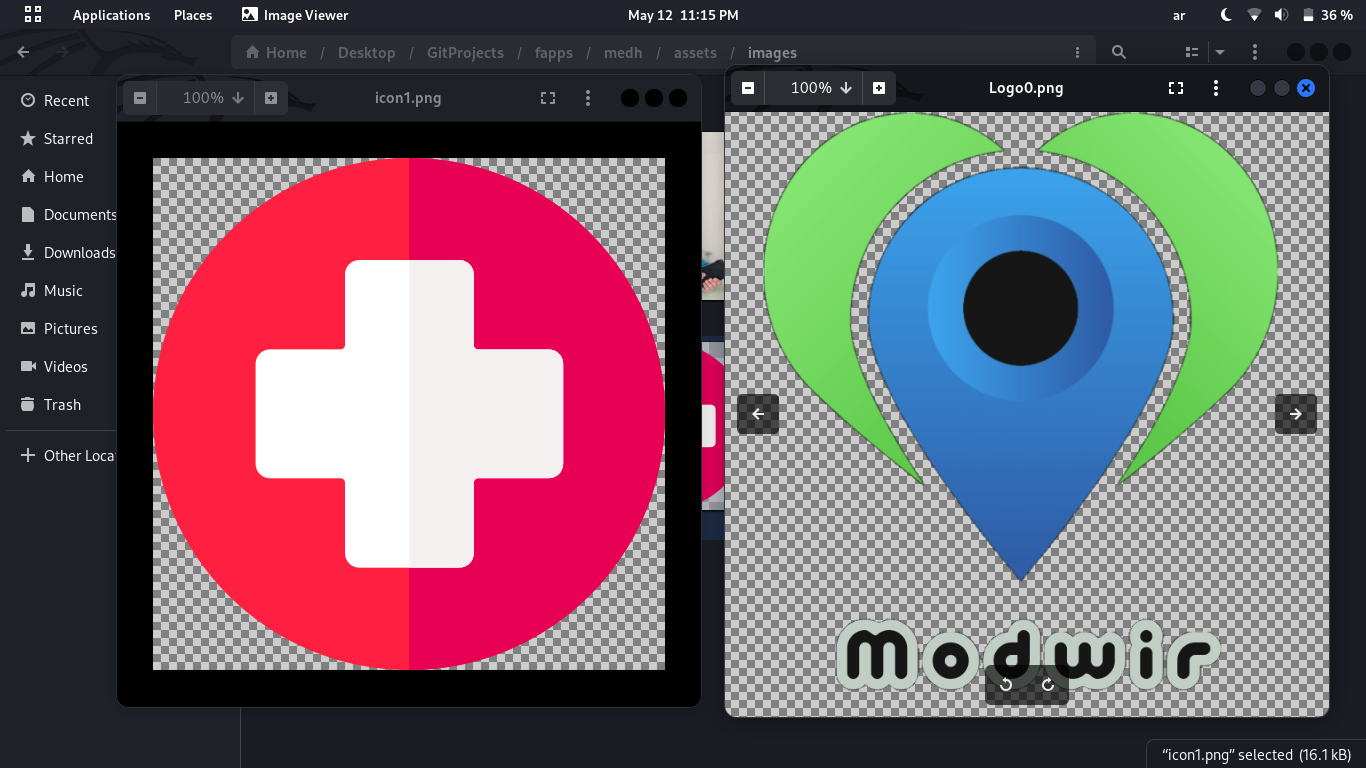 Applications Places Image Viewer May 12 11:15 PM ar 36 %
Home / Desktop / GitProjects / fapps / medh / assets / images
100% icon1.png
100% Logo0.png
Recent
Starred
Home
Documents
Downloads
Music
Pictures
Videos
Trash
Other Loca
Modwir
“icon1.png” selected (16.1 kB)